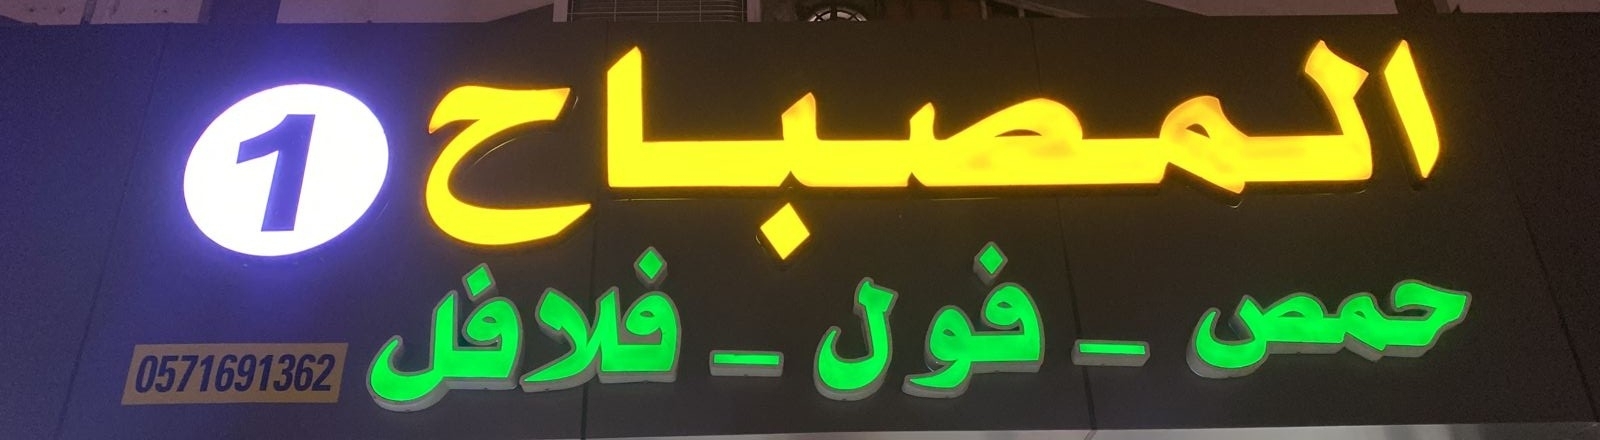 المصباح 1
حمص - فول - فلافل
0571691362